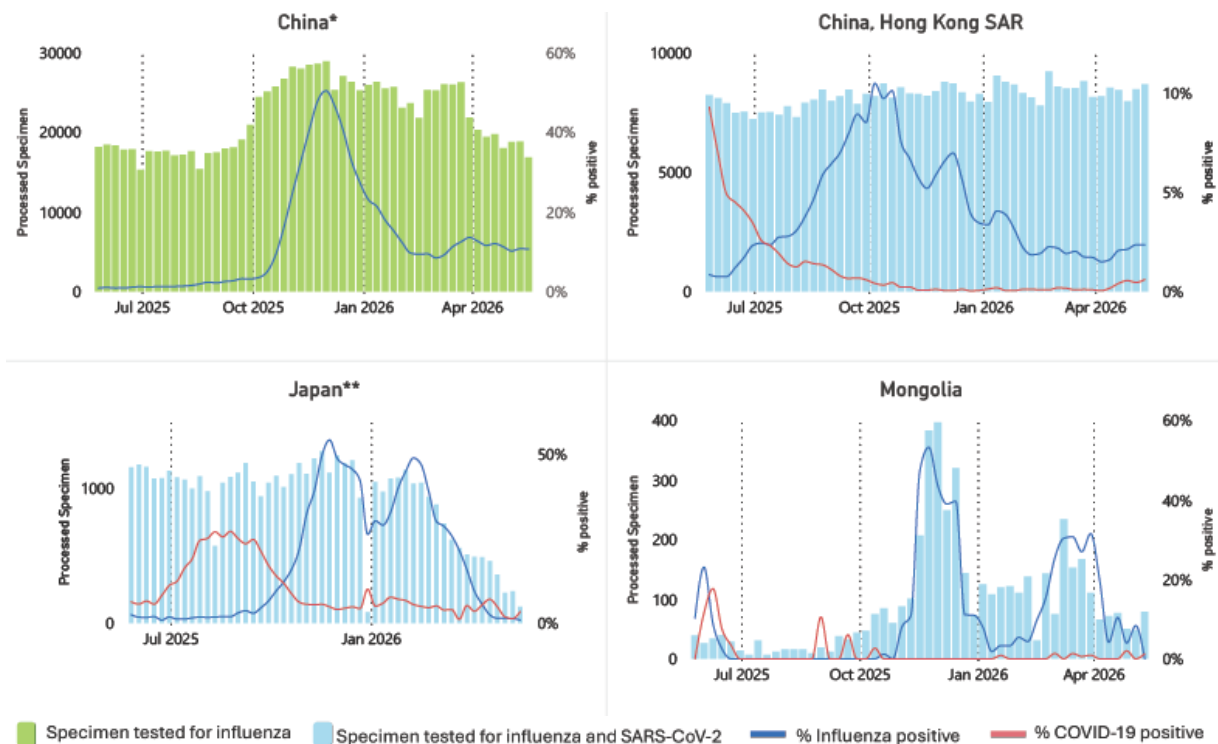 China*
30000
20000
10000
0
Processed Specimen
60%
40%
20%
0%
% positive
Jul 2025
Oct 2025
Jan 2026
Apr 2026
China, Hong Kong SAR
10000
5000
0
Processed Specimen
10%
5%
0%
% positive
Jul 2025
Oct 2025
Jan 2026
Apr 2026
Japan**
1000
0
Processed Specimen
50%
0%
% positive
Jul 2025
Jan 2026
Mongolia
400
300
200
100
0
Processed Specimen
60%
40%
20%
0%
% positive
Jul 2025
Oct 2025
Jan 2026
Apr 2026
Specimen tested for influenza
Specimen tested for influenza and SARS-CoV-2
% Influenza positive
% COVID-19 positive